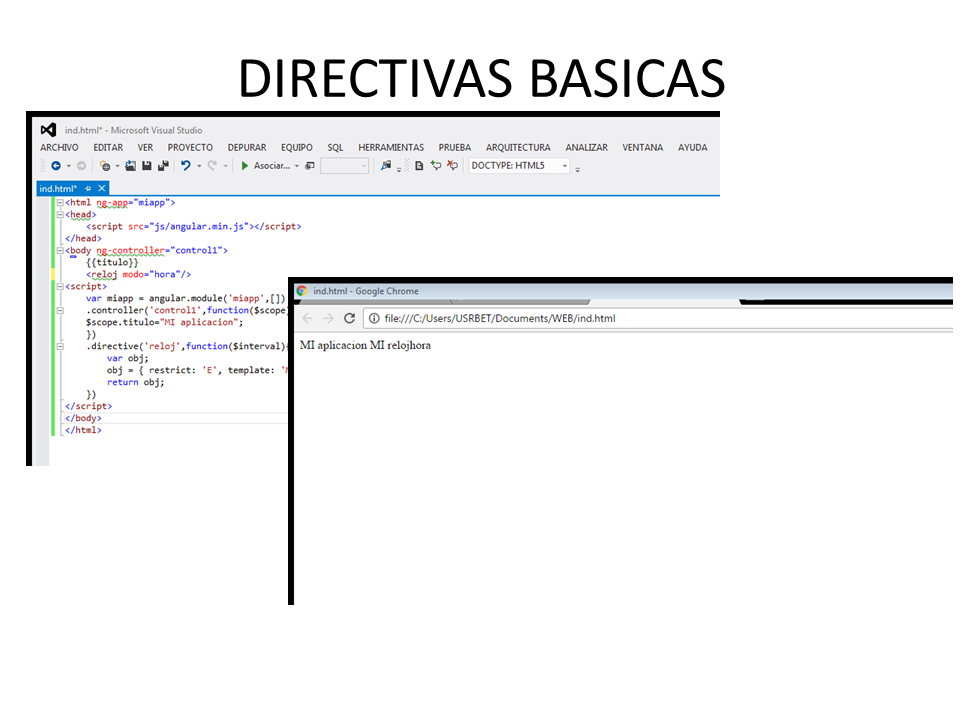 DIRECTIVAS BASICAS
ind.html* - Microsoft Visual Studio
ARCHIVO EDITAR VER PROYECTO DEPURAR EQUIPO SQL HERRAMIENTAS PRUEBA ARQUITECTURA ANALIZAR VENTANA AYUDA
Asociar... DOCTYPE: HTML5
ind.html*
<html ng-app="miapp">
<head>
<script src="js/angular.min.js"></script>
</head>
<body ng-controller="control1">
{{titulo}}
<reloj modo="hora"/>
<script>
var miapp = angular.module('miapp',[])
.controller('control1',function($scope)
$scope.titulo="MI aplicacion";
})
.directive('reloj',function($interval){
var obj;
obj = { restrict: 'E', template: '
return obj;
})
</script>
</body>
</html>
ind.html - Google Chrome
file:///C:/Users/USRBET/Documents/WEB/ind.html
MI aplicacion MI relojhora